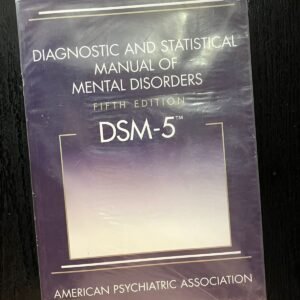 DIAGNOSTIC AND STATISTICAL
MANUAL OF
MENTAL DISORDERS
FIFTH EDITION
DSM-5™
AMERICAN PSYCHIATRIC ASSOCIATION